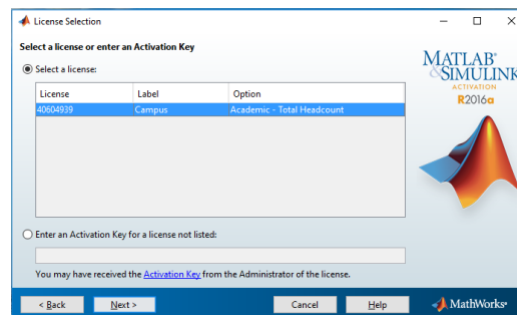 License Selection
Select a license or enter an Activation Key
Select a license:
License Label Option
40604939 Campus Academic - Total Headcount
Enter an Activation Key for a license not listed:
You may have received the Activation Key from the Administrator of the license.
< Back Next > Cancel Help
MATLAB®
&SIMULINK
ACTIVATION
R2016a
MathWorks®